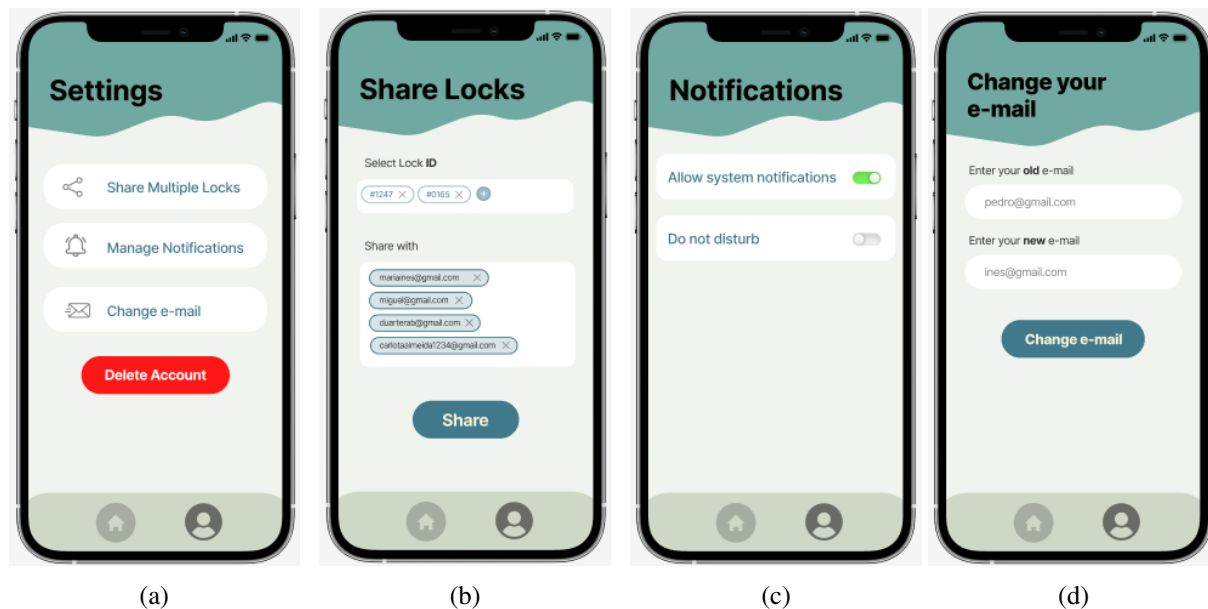 Settings
Share Multiple Locks
Manage Notifications
Change e-mail
Delete Account
(a)
Share Locks
Select Lock ID
#1247 #0165
Share with
mariaines@gmail.com
miguel@gmail.com
duarterab@gmail.com
carlotaalmeida1234@gmail.com
Share
(b)
Notifications
Allow system notifications
Do not disturb
(c)
Change your
e-mail
Enter your old e-mail
pedro@gmail.com
Enter your new e-mail
ines@gmail.com
Change e-mail
(d)